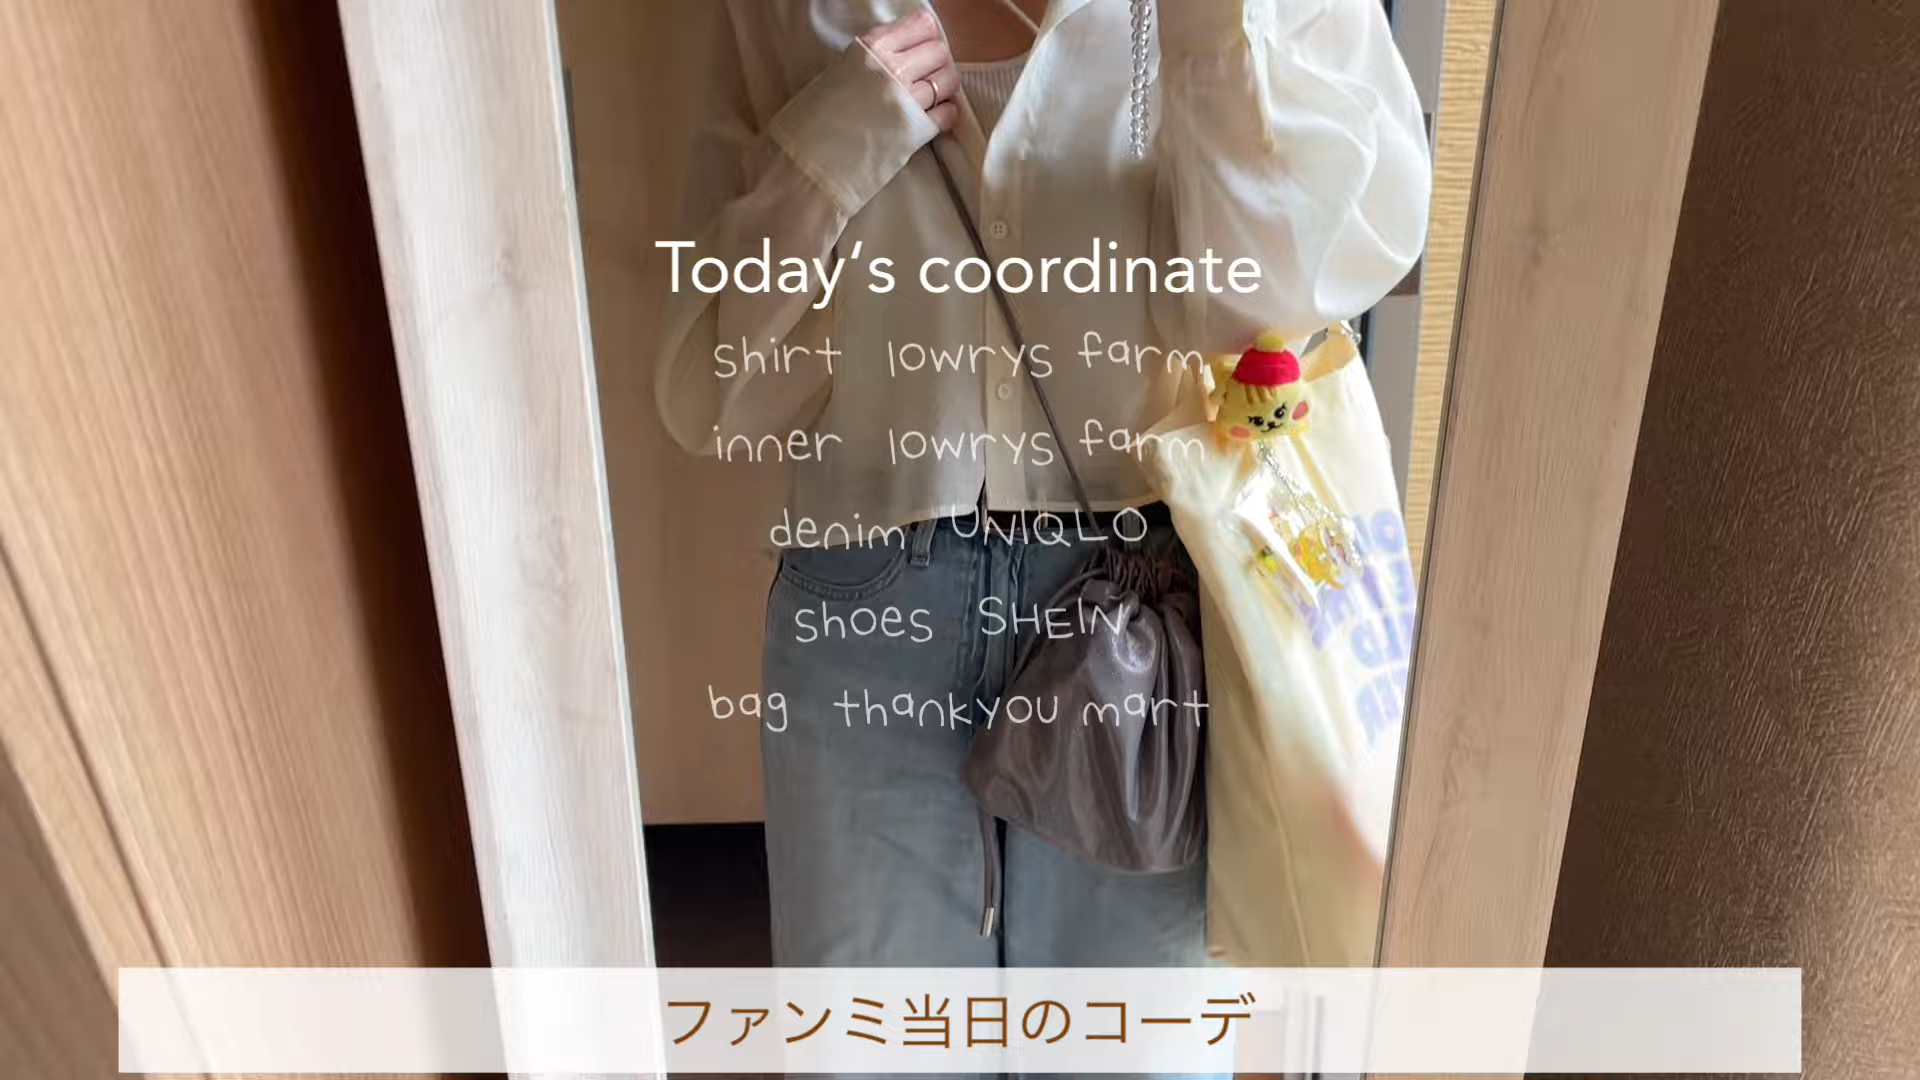 Today‘s coordinate
shirt lowrys farm
inner lowrys farm
denim UNIQLO
shoes SHEIN
bag thankyou mart
ファンミ当日のコーデ